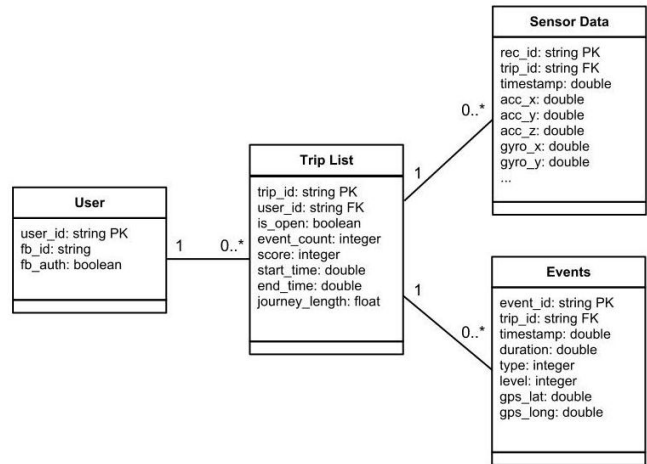 User
user_id: string PK
fb_id: string
fb_auth: boolean
1
0..*
Trip List
trip_id: string PK
user_id: string FK
is_open: boolean
event_count: integer
score: integer
start_time: double
end_time: double
journey_length: float
1
0..*
Sensor Data
rec_id: string PK
trip_id: string FK
timestamp: double
acc_x: double
acc_y: double
acc_z: double
gyro_x: double
gyro_y: double
...
1
0..*
Events
event_id: string PK
trip_id: string FK
timestamp: double
duration: double
type: integer
level: integer
gps_lat: double
gps_long: double